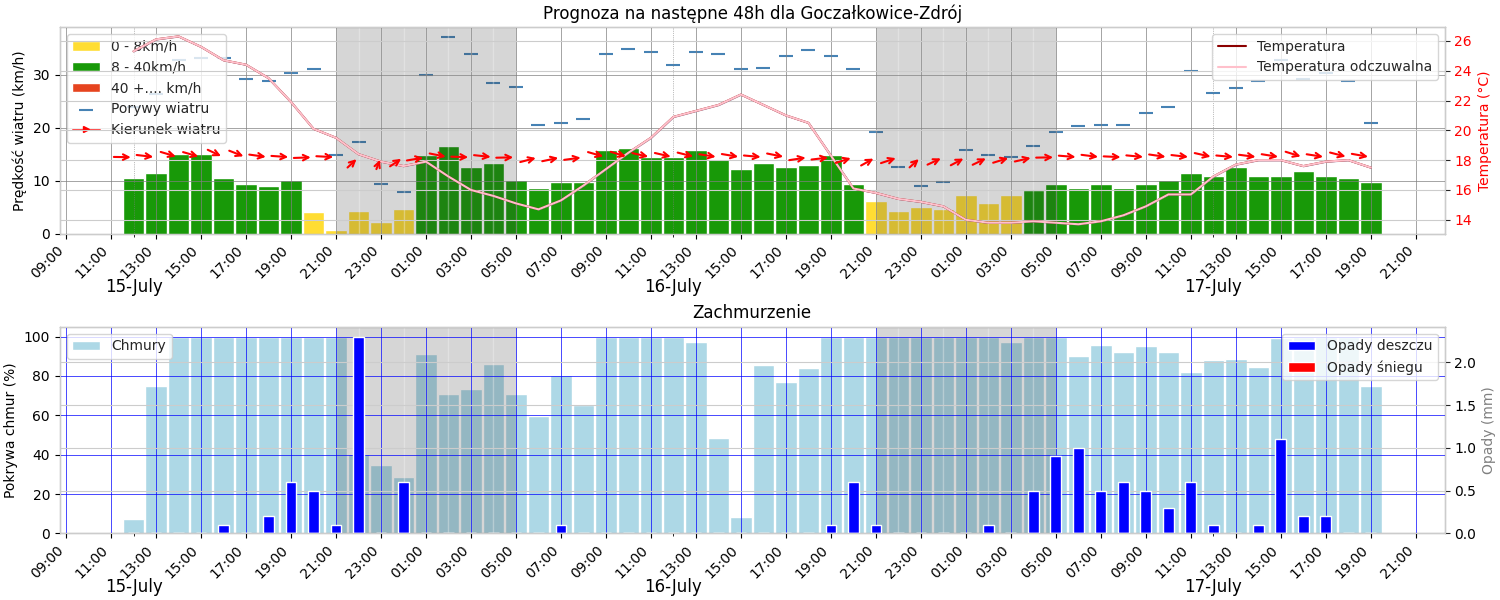 Prognoza na następne 48h dla Goczałkowice-Zdrój
0 - 8km/h
8 - 40km/h
40 +.... km/h
Porywy wiatru
Kierunek wiatru
Temperatura
Temperatura odczuwalna
Prędkość wiatru (km/h)
30
20
10
0
26
24
22
20
18
16
14
Temperatura (°C)
09:00 11:00 13:00 15:00 17:00 19:00 21:00 23:00 01:00 03:00 05:00 07:00 09:00 11:00 13:00 15:00 17:00 19:00 21:00 23:00 01:00 03:00 05:00 07:00 09:00 11:00 13:00 15:00 17:00 19:00 21:00
15-July 16-July 17-July
Zachmurzenie
Chmury
Opady deszczu
Opady śniegu
Pokrywa chmur (%)
100
80
60
40
20
0
2.0
1.5
1.0
0.5
0.0
Opady (mm)
09:00 11:00 13:00 15:00 17:00 19:00 21:00 23:00 01:00 03:00 05:00 07:00 09:00 11:00 13:00 15:00 17:00 19:00 21:00 23:00 01:00 03:00 05:00 07:00 09:00 11:00 13:00 15:00 17:00 19:00 21:00
15-July 16-July 17-July